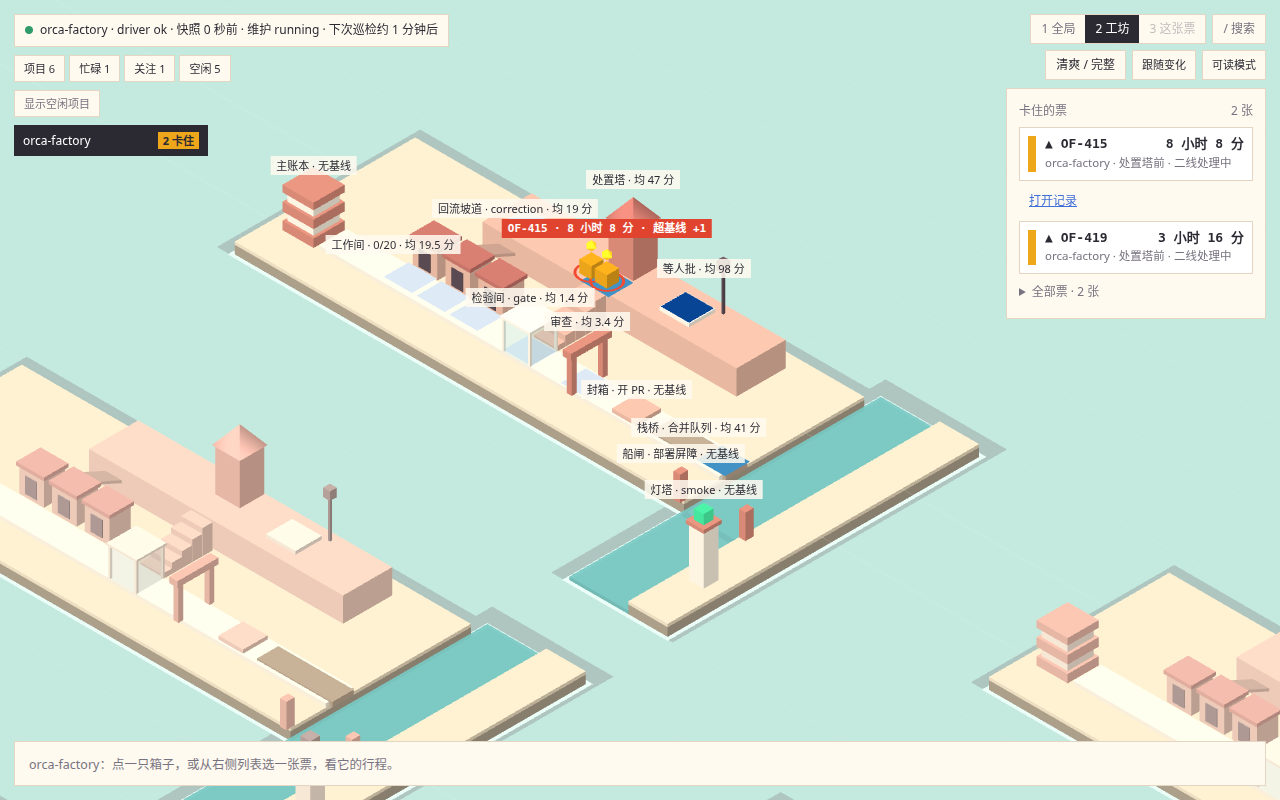 orca-factory · driver ok · 快照 0 秒前 · 维护 running · 下次巡检约 1 分钟后
1 全局 2 工坊 3 这张票 / 搜索
项目 6 忙碌 1 关注 1 空闲 5
清爽 / 完整 跟随变化 可读模式
显示空闲项目
orca-factory 2 卡住
卡住的票 2 张
▲ OF-415 8 小时 8 分
orca-factory · 处置塔前 · 二线处理中
打开记录
▲ OF-419 3 小时 16 分
orca-factory · 处置塔前 · 二线处理中
▶ 全部票 · 2 张
主账本 · 无基线
处置塔 · 均 47 分
回流坡道 · correction · 均 19 分
OF-415 · 8 小时 8 分 · 超基线 +1
工作间 · 0/20 · 均 19.5 分
等人批 · 均 98 分
检验间 · gate · 均 1.4 分
审查 · 均 3.4 分
封箱 · 开 PR · 无基线
栈桥 · 合并队列 · 均 41 分
船闸 · 部署屏障 · 无基线
灯塔 · smoke · 无基线
orca-factory：点一只箱子，或从右侧列表选一张票，看它的行程。